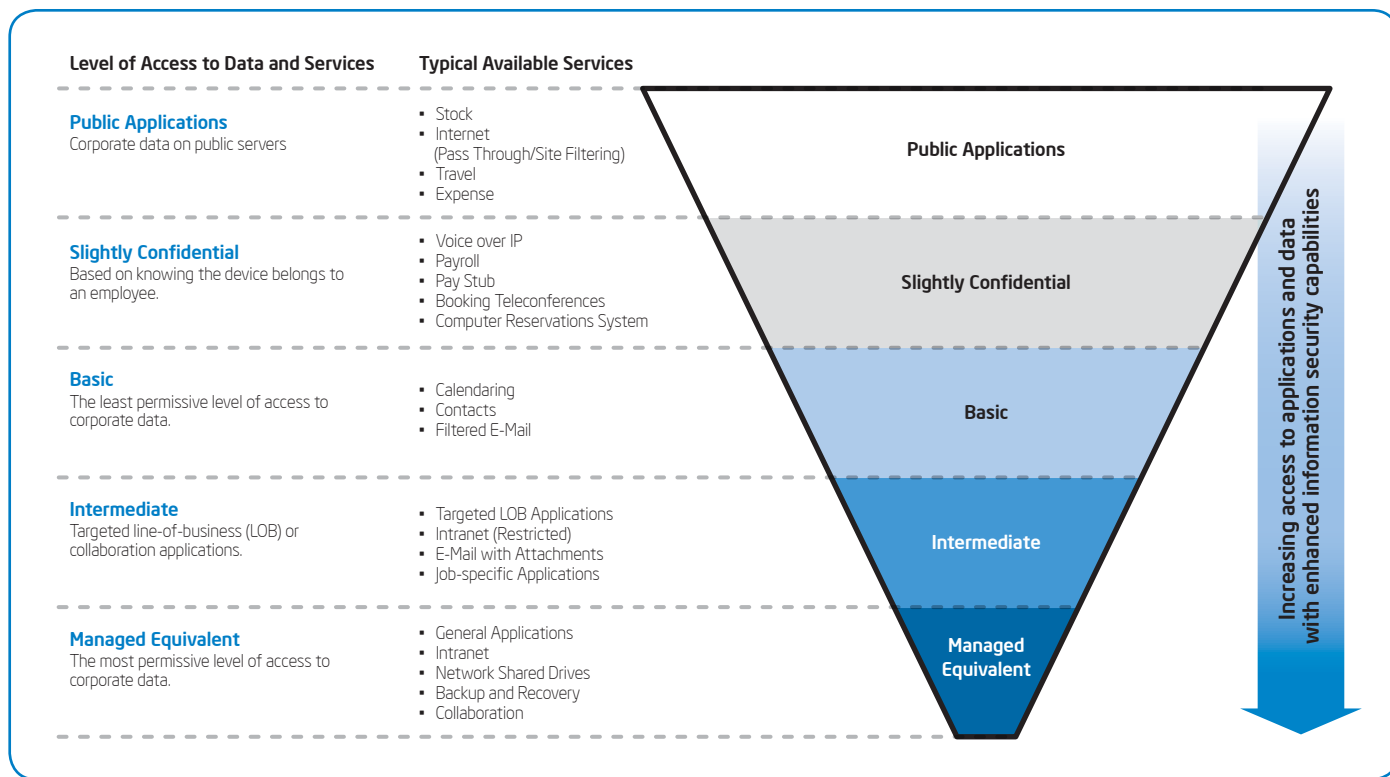 Level of Access to Data and Services
Typical Available Services
Public Applications
Corporate data on public servers
▪ Stock
▪ Internet
(Pass Through/Site Filtering)
▪ Travel
▪ Expense
Public Applications
Slightly Confidential
Based on knowing the device belongs to
an employee.
▪ Voice over IP
▪ Payroll
▪ Pay Stub
▪ Booking Teleconferences
▪ Computer Reservations System
Slightly Confidential
Basic
The least permissive level of access to
corporate data.
▪ Calendaring
▪ Contacts
▪ Filtered E-Mail
Basic
Intermediate
Targeted line-of-business (LOB) or
collaboration applications.
▪ Targeted LOB Applications
▪ Intranet (Restricted)
▪ E-Mail with Attachments
▪ Job-specific Applications
Intermediate
Managed Equivalent
The most permissive level of access to
corporate data.
▪ General Applications
▪ Intranet
▪ Network Shared Drives
▪ Backup and Recovery
▪ Collaboration
Managed
Equivalent
Increasing access to applications and data
with enhanced information security capabilities